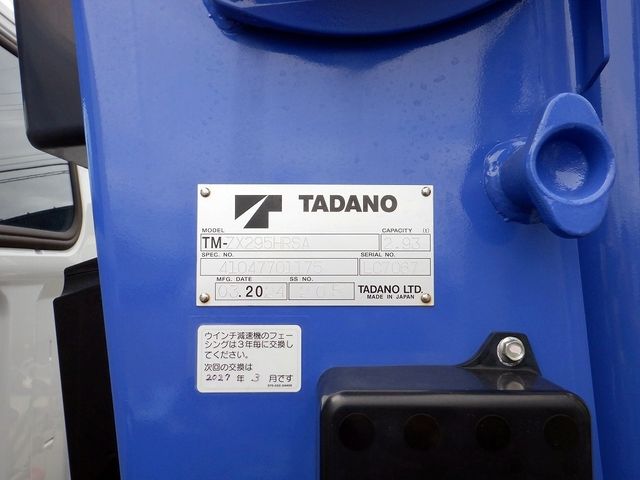 TADANO
MODEL CAPACITY (t)
TM-ZX295HRSA 2.93
SPEC. NO. SERIAL NO.
41047701175 LC7067
MFG. DATE SS NO.
03.2024
TADANO LTD.
MADE IN JAPAN
ウインチ減速機のフェー
シングは3年毎に交換し
てください。
次回の交換は
2027 年 3 月です